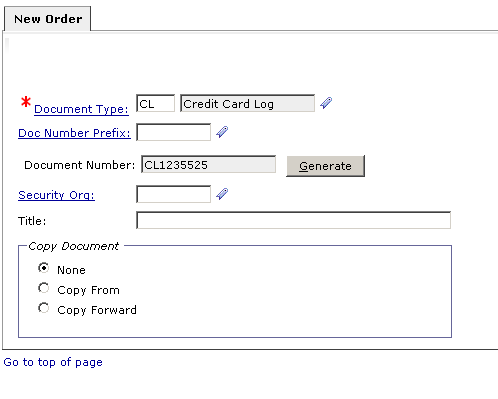 New Order
* Document Type: CL Credit Card Log
Doc Number Prefix:
Document Number: CL1235525 Generate
Security Org:
Title:
Copy Document
None
Copy From
Copy Forward
Go to top of page